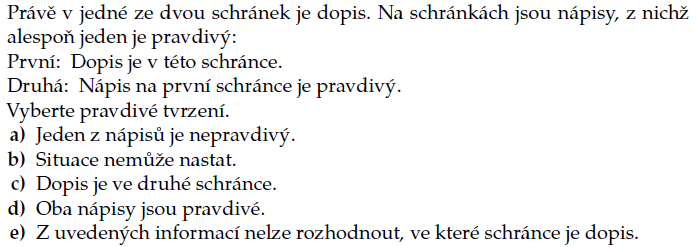 Právě v jedné ze dvou schránek je dopis. Na schránkách jsou nápisy, z nichž
alespoň jeden je pravdivý:
První: Dopis je v této schránce.
Druhá: Nápis na první schránce je pravdivý.
Vyberte pravdivé tvrzení.
a) Jeden z nápisů je nepravdivý.
b) Situace nemůže nastat.
c) Dopis je ve druhé schránce.
d) Oba nápisy jsou pravdivé.
e) Z uvedených informací nelze rozhodnout, ve které schránce je dopis.